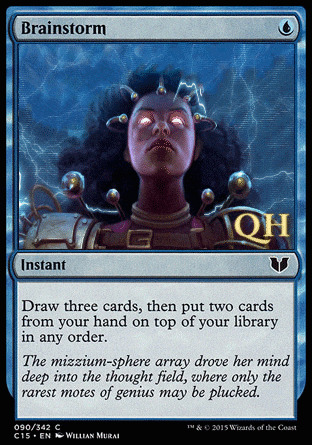 Brainstorm
QH
Instant
Draw three cards, then put two cards
from your hand on top of your library
in any order.
The mizzium-sphere array drove her mind
deep into the thought field, where only the
rarest motes of genius may be plucked.
090/342 C
C15 • EN Willian Murai
™ & © 2015 Wizards of the Coast